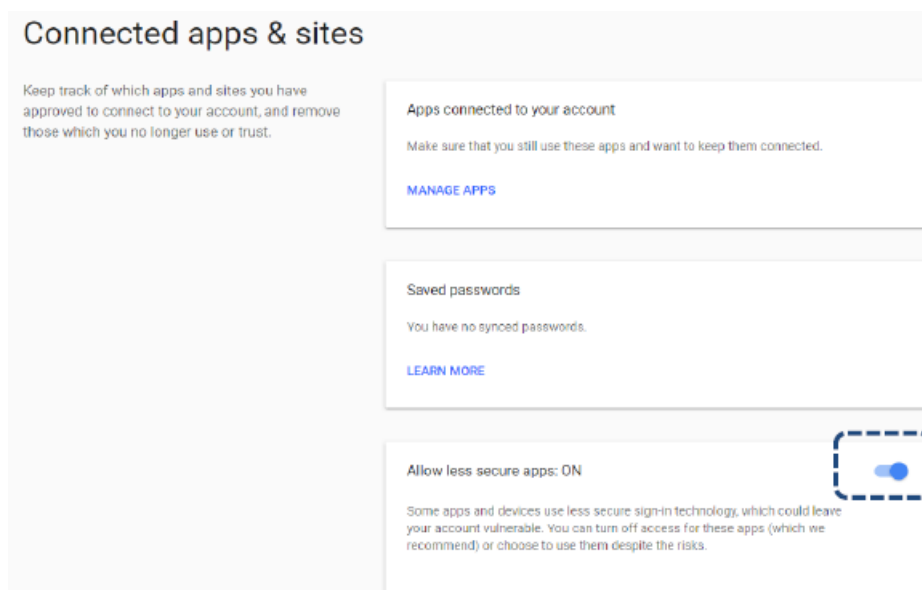 Connected apps & sites
Keep track of which apps and sites you have
approved to connect to your account, and remove
those which you no longer use or trust.
Apps connected to your account
Make sure that you still use these apps and want to keep them connected.
MANAGE APPS
Saved passwords
You have no synced passwords.
LEARN MORE
Allow less secure apps: ON
Some apps and devices use less secure sign-in technology, which could leave
your account vulnerable. You can turn off access for these apps (which we
recommend) or choose to use them despite the risks.